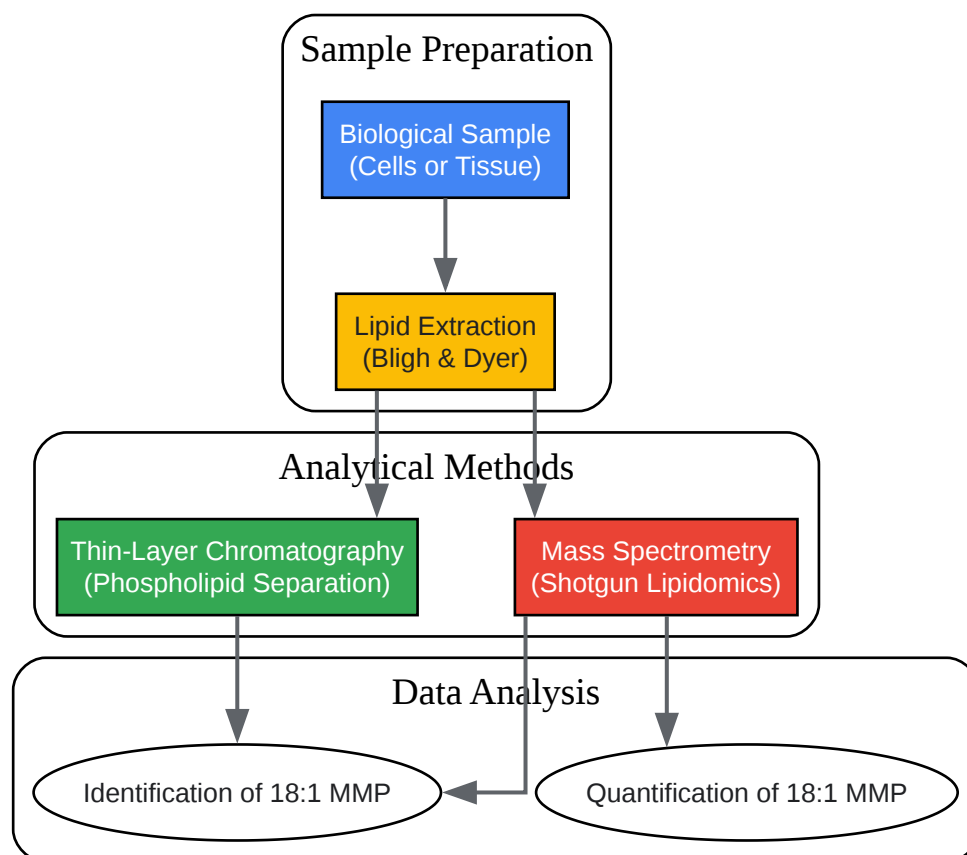 Sample Preparation
Biological Sample
(Cells or Tissue)
Lipid Extraction
(Bligh & Dyer)
Analytical Methods
Thin-Layer Chromatography
(Phospholipid Separation)
Mass Spectrometry
(Shotgun Lipidomics)
Data Analysis
Identification of 18:1 MMP
Quantification of 18:1 MMP